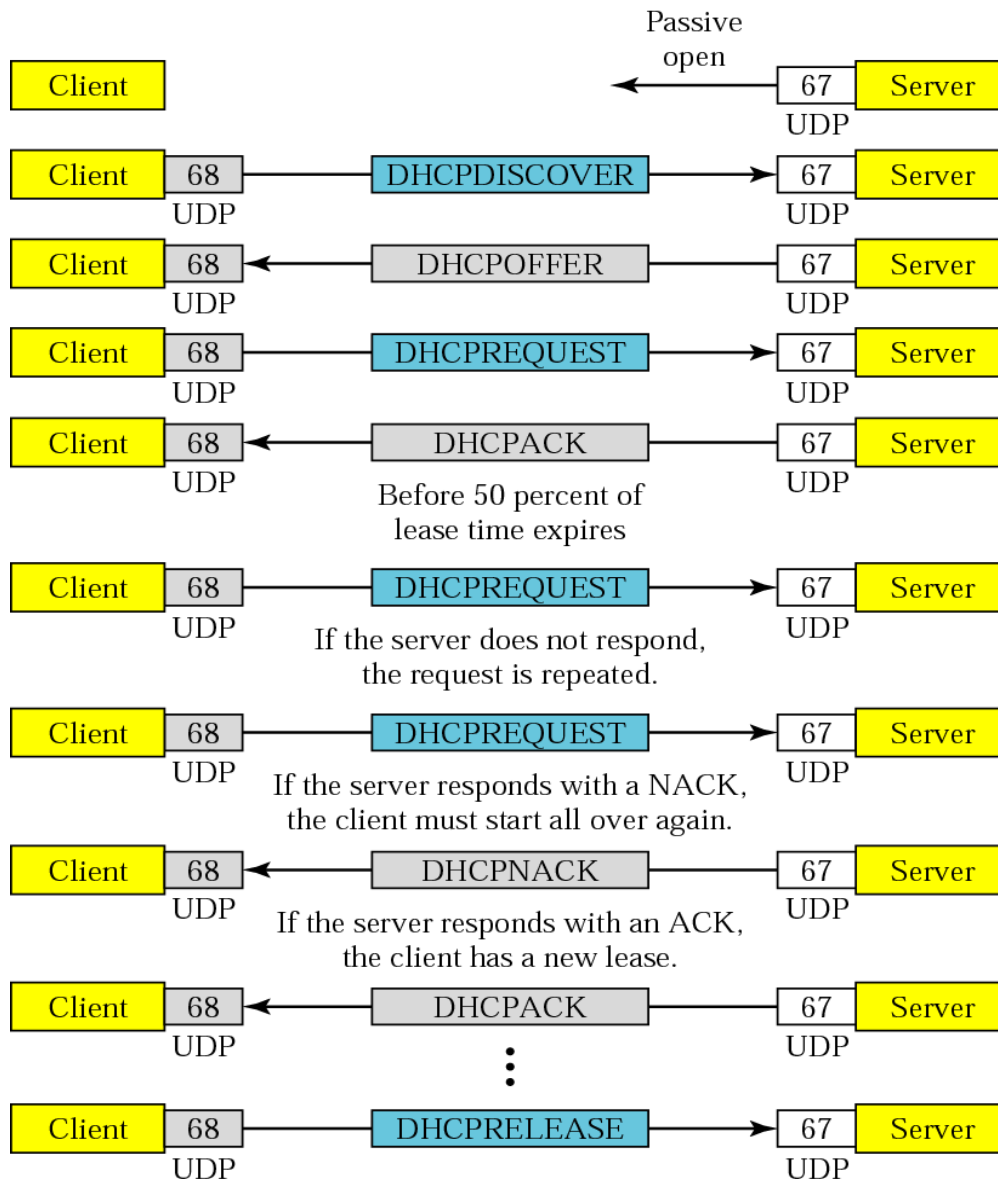 Passive
open
Client 67 Server
UDP
Client 68 DHCPDISCOVER 67 Server
UDP UDP
Client 68 DHCPOFFER 67 Server
UDP UDP
Client 68 DHCPREQUEST 67 Server
UDP UDP
Client 68 DHCPACK 67 Server
UDP UDP
Before 50 percent of
lease time expires
Client 68 DHCPREQUEST 67 Server
UDP UDP
If the server does not respond,
the request is repeated.
Client 68 DHCPREQUEST 67 Server
UDP UDP
If the server responds with a NACK,
the client must start all over again.
Client 68 DHCPNACK 67 Server
UDP UDP
If the server responds with an ACK,
the client has a new lease.
Client 68 DHCPACK 67 Server
UDP UDP
Client 68 DHCPRELEASE 67 Server
UDP UDP